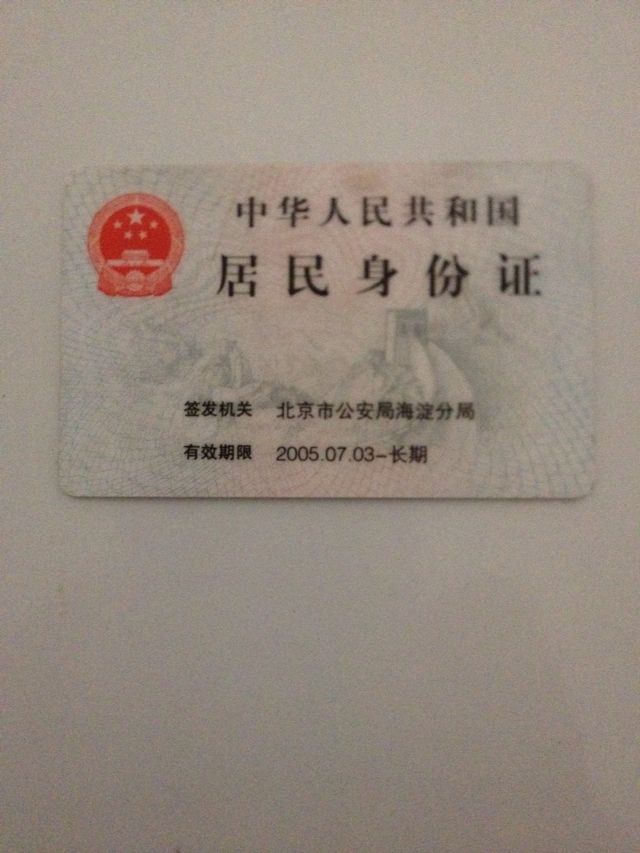 中华人民共和国
居民身份证
签发机关 北京市公安局海淀分局
有效期限 2005.07.03-长期